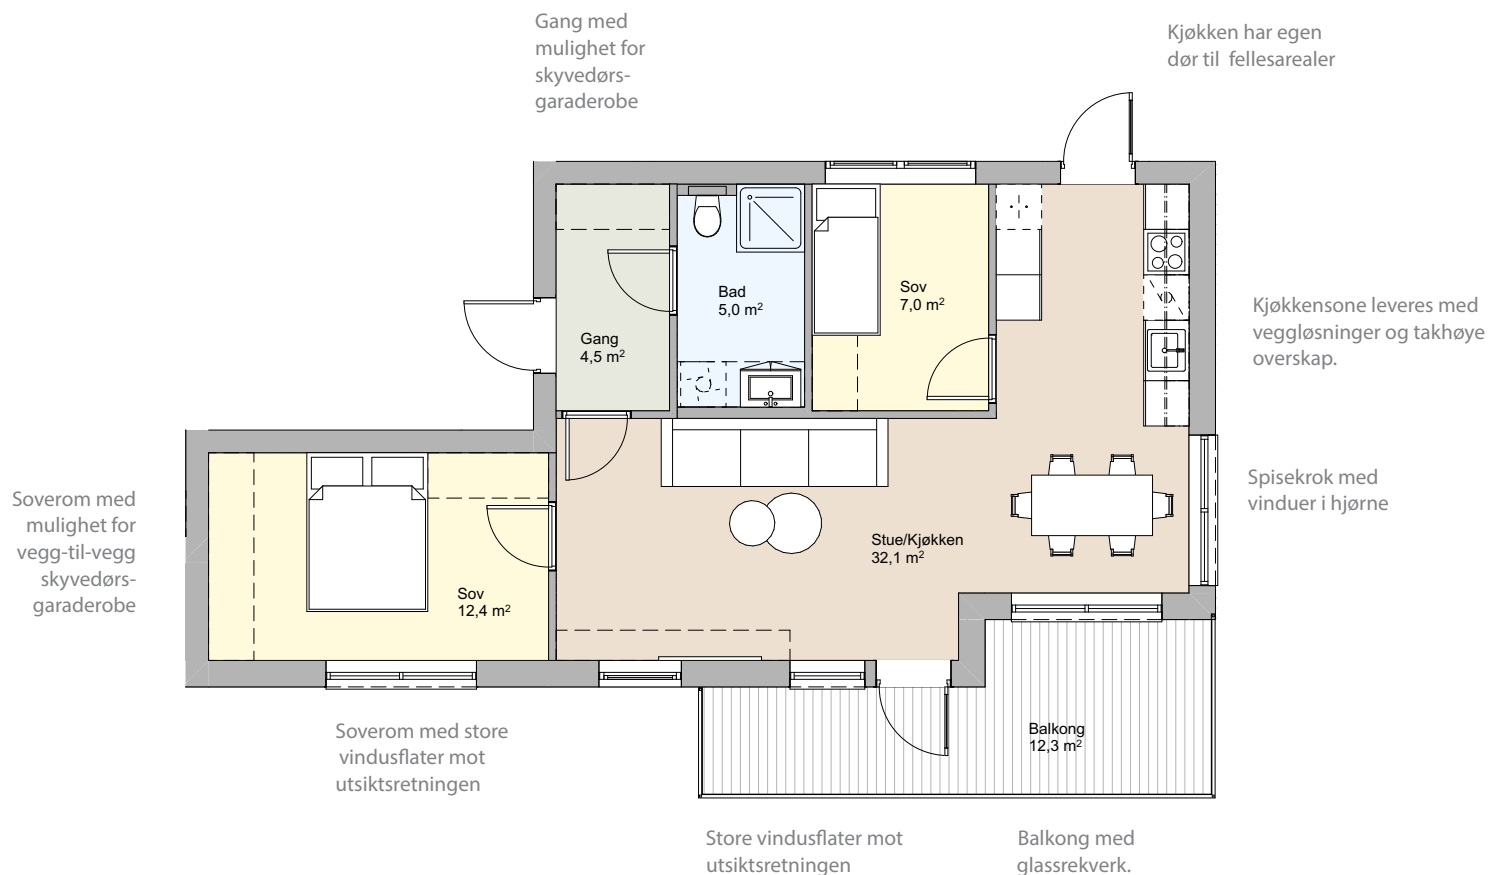 Gang med
mulighet for
skyvedørs-
garaderobe
Kjøkken har egen
dør til fellesarealer
Bad
5,0 m²
Sov
7,0 m²
Gang
4,5 m²
Kjøkkensone leveres med
veggløsninger og takhøye
overskap.
Spisekrok med
vinduer i hjørne
Soverom med
mulighet for
vegg-til-vegg
skyvedørs-
garaderobe
Stue/Kjøkken
32,1 m²
Sov
12,4 m²
Balkong
12,3 m²
Soverom med store
vindusflater mot
utsiktsretningen
Store vindusflater mot
utsiktsretningen
Balkong med
glassrekverk.